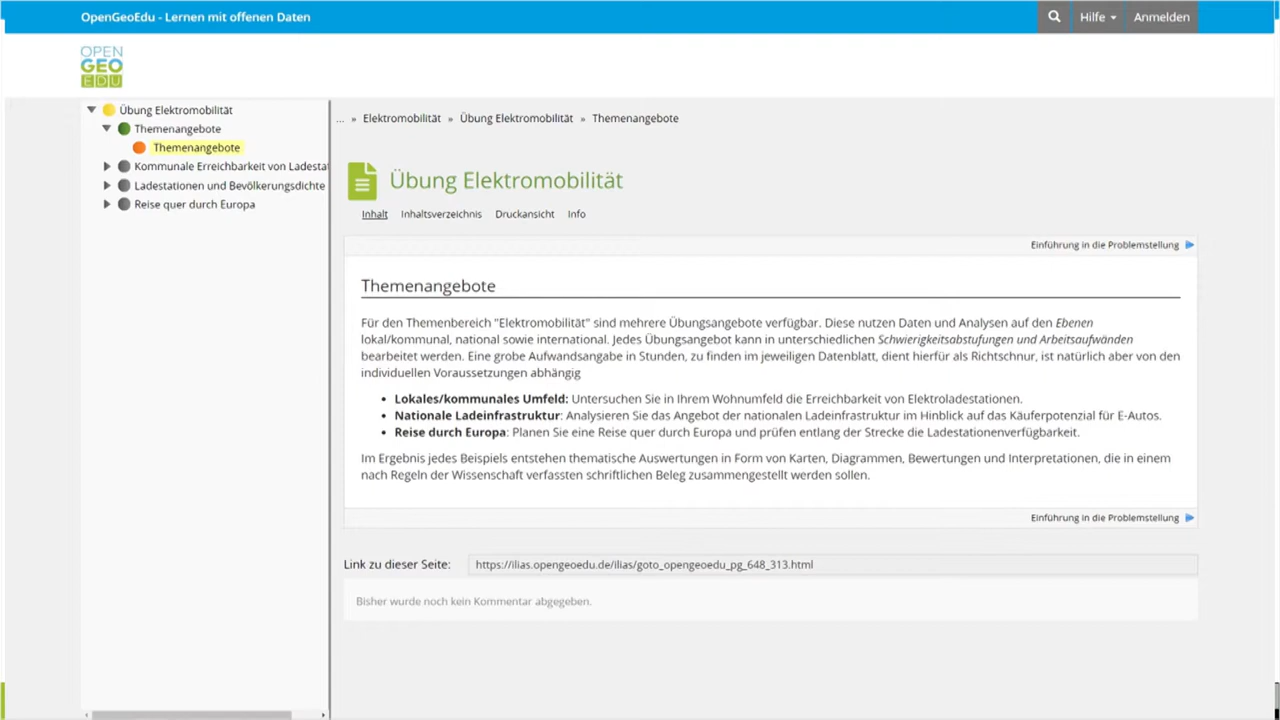 OpenGeoEdu - Lernen mit offenen Daten
Hilfe
Anmelden
OPEN
GEO
EDU
Übung Elektromobilität
Themenangebote
Themenangebote
Kommunale Erreichbarkeit von Ladesta
Ladestationen und Bevölkerungsdichte
Reise quer durch Europa
... » Elektromobilität » Übung Elektromobilität » Themenangebote
Übung Elektromobilität
Inhalt Inhaltsverzeichnis Druckansicht Info
Einführung in die Problemstellung
Themenangebote
Für den Themenbereich "Elektromobilität" sind mehrere Übungsangebote verfügbar. Diese nutzen Daten und Analysen auf den Ebenen
lokal/kommunal, national sowie international. Jedes Übungsangebot kann in unterschiedlichen Schwierigkeitsabstufungen und Arbeitsaufwänden
bearbeitet werden. Eine grobe Aufwandsangabe in Stunden, zu finden im jeweiligen Datenblatt, dient hierfür als Richtschnur, ist natürlich aber von den
individuellen Voraussetzungen abhängig
• Lokales/kommunales Umfeld: Untersuchen Sie in Ihrem Wohnumfeld die Erreichbarkeit von Elektroladestationen.
• Nationale Ladeinfrastruktur: Analysieren Sie das Angebot der nationalen Ladeinfrastruktur im Hinblick auf das Käuferpotenzial für E-Autos.
• Reise durch Europa: Planen Sie eine Reise quer durch Europa und prüfen entlang der Strecke die Ladestationenverfügbarkeit.
Im Ergebnis jedes Beispiels entstehen thematische Auswertungen in Form von Karten, Diagrammen, Bewertungen und Interpretationen, die in einem
nach Regeln der Wissenschaft verfassten schriftlichen Beleg zusammengestellt werden sollen.
Einführung in die Problemstellung
Link zu dieser Seite: https://ilias.opengeoedu.de/ilias/goto_opengeoedu_pg_648_313.html
Bisher wurde noch kein Kommentar abgegeben.